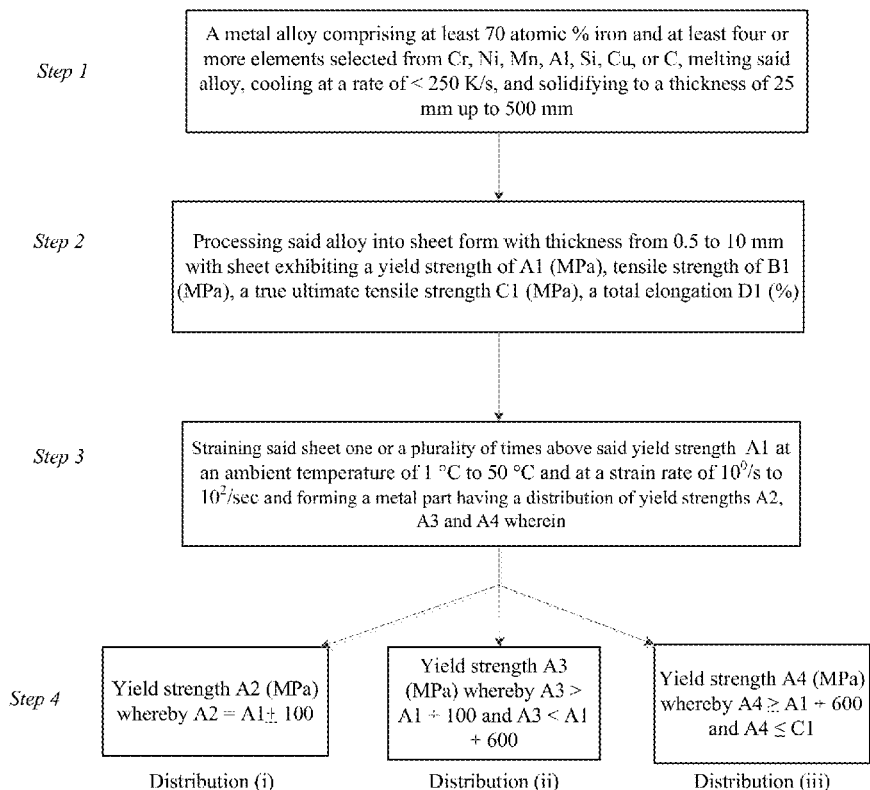 Step 1
A metal alloy comprising at least 70 atomic % iron and at least four or
more elements selected from Cr, Ni, Mn, Al, Si, Cu, or C, melting said
alloy, cooling at a rate of < 250 K/s, and solidifying to a thickness of 25
mm up to 500 mm
Step 2
Processing said alloy into sheet form with thickness from 0.5 to 10 mm
with sheet exhibiting a yield strength of A1 (MPa), tensile strength of B1
(MPa), a true ultimate tensile strength C1 (MPa), a total elongation D1 (%)
Step 3
Straining said sheet one or a plurality of times above said yield strength A1 at
an ambient temperature of 1 °C to 50 °C and at a strain rate of 10⁰/s to
10²/sec and forming a metal part having a distribution of yield strengths A2,
A3 and A4 wherein
Step 4
Yield strength A2 (MPa)
whereby A2 = A1± 100
Distribution (i)
Yield strength A3
(MPa) whereby A3 >
A1 + 100 and A3 < A1
+ 600
Distribution (ii)
Yield strength A4 (MPa)
whereby A4 ≥ A1 + 600
and A4 ≤ C1
Distribution (iii)